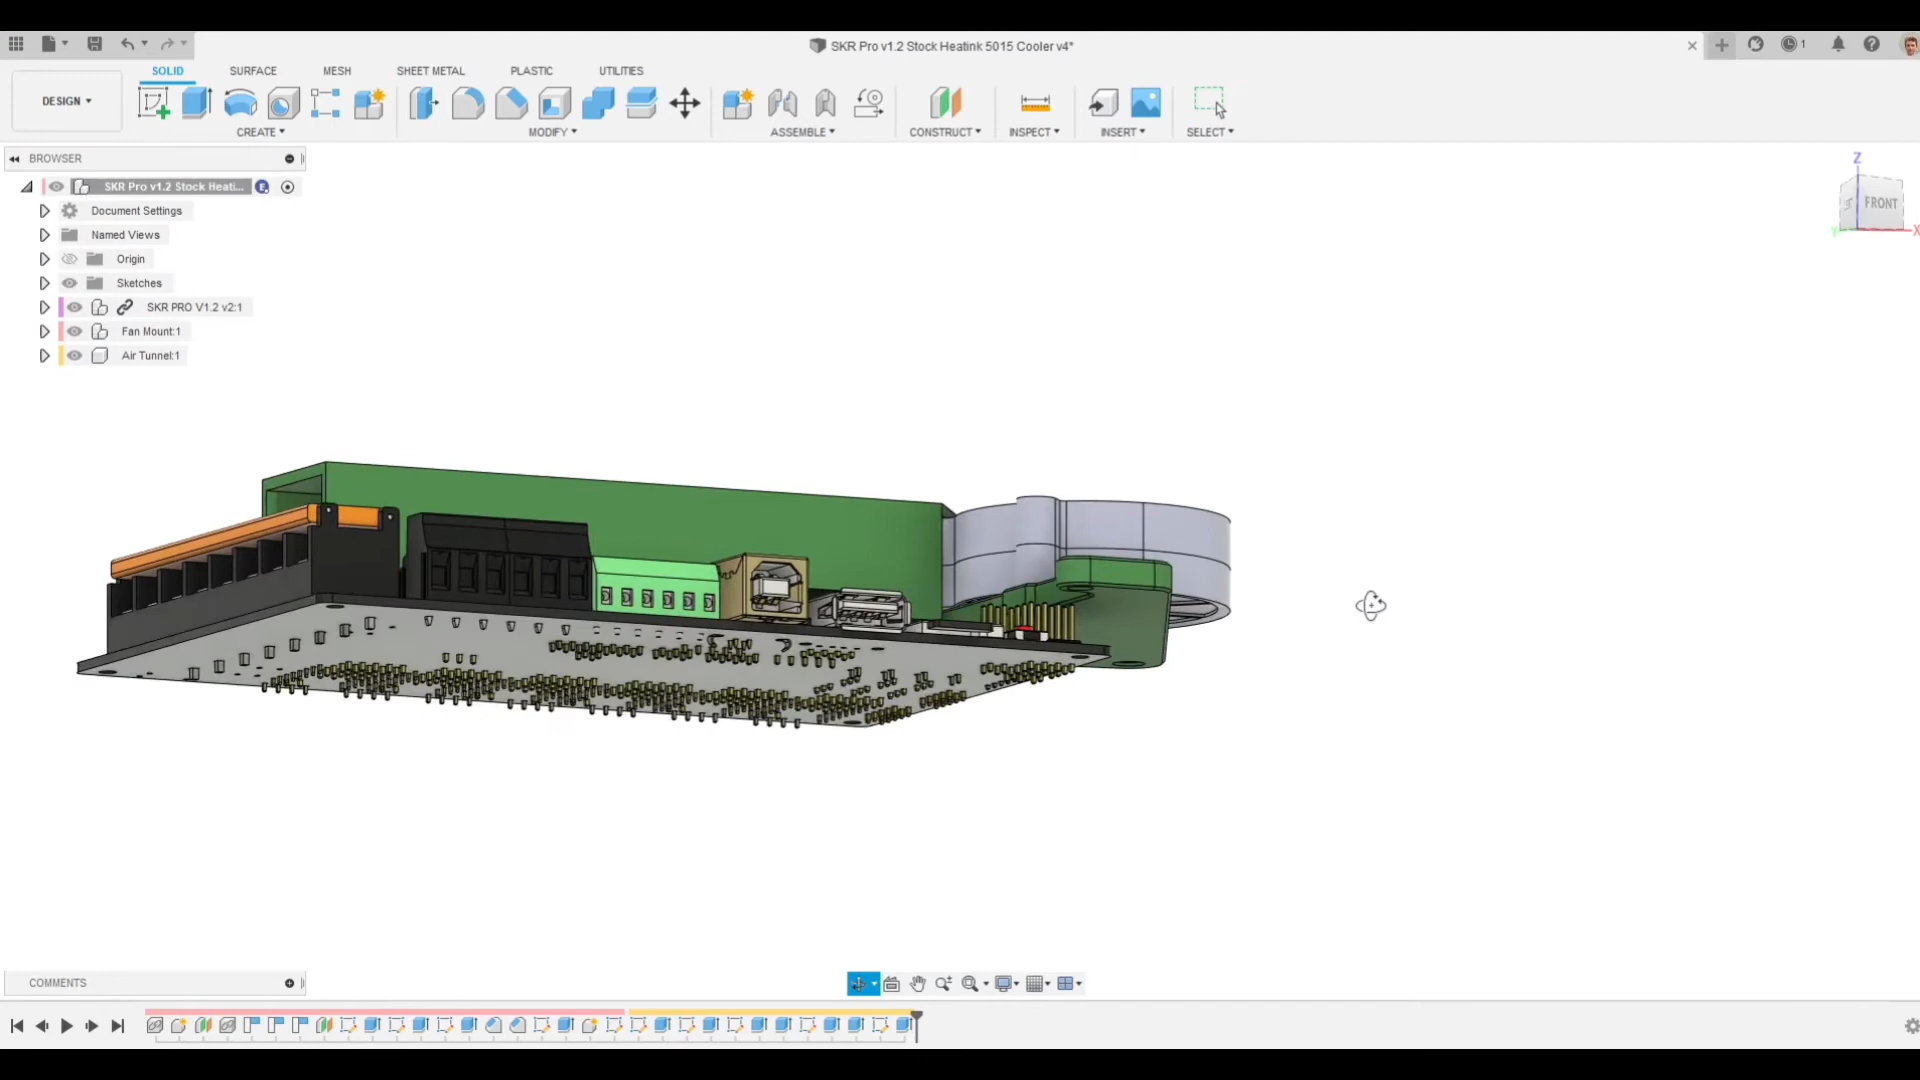 SKR Pro v1.2 Stock Heatink 5015 Cooler v4*
1
SOLID SURFACE MESH SHEET METAL PLASTIC UTILITIES
DESIGN
CREATE MODIFY ASSEMBLE CONSTRUCT INSPECT INSERT SELECT
BROWSER
SKR Pro v1.2 Stock Heati...
Document Settings
Named Views
Origin
Sketches
SKR PRO V1.2 v2:1
Fan Mount:1
Air Tunnel:1
Z
FRONT
Y
X
COMMENTS